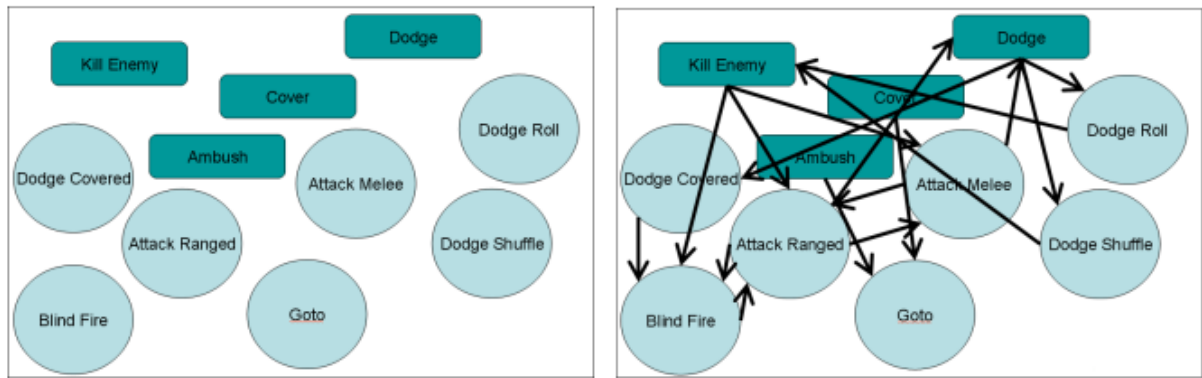 Dodge
Kill Enemy
Cover
Dodge Roll
Ambush
Dodge Covered
Attack Melee
Attack Ranged
Dodge Shuffle
Blind Fire
Goto
Dodge
Kill Enemy
Cover
Dodge Roll
Ambush
Dodge Covered
Attack Melee
Attack Ranged
Dodge Shuffle
Blind Fire
Goto